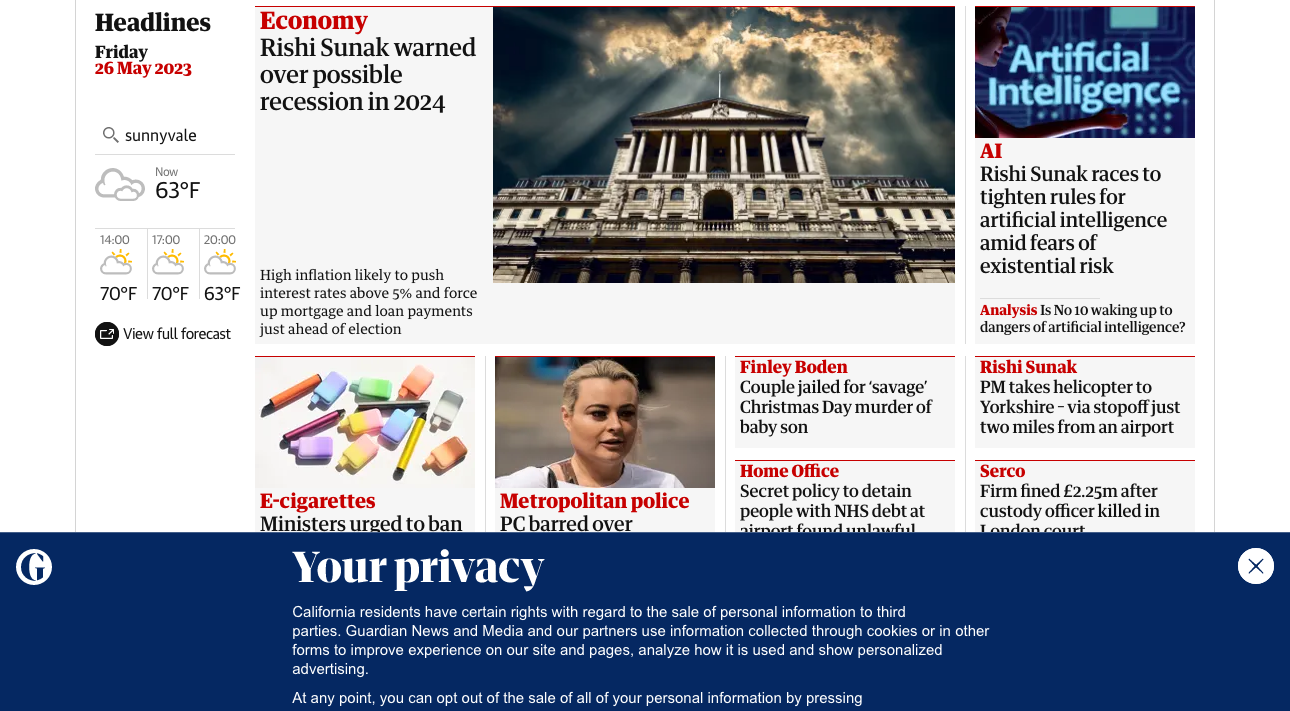 Headlines
Friday
26 May 2023
sunnyvale
Now
63°F
14:00
17:00
20:00
70°F
70°F
63°F
View full forecast
Economy
Rishi Sunak warned
over possible
recession in 2024
High inflation likely to push
interest rates above 5% and force
up mortgage and loan payments
just ahead of election
Artificial
Intelligence
AI
Rishi Sunak races to
tighten rules for
artificial intelligence
amid fears of
existential risk
Analysis Is No 10 waking up to
dangers of artificial intelligence?
E-cigarettes
Ministers urged to ban
Metropolitan police
PC barred over
Finley Boden
Couple jailed for ‘savage’
Christmas Day murder of
baby son
Home Office
Secret policy to detain
people with NHS debt at
airport found unlawful
Rishi Sunak
PM takes helicopter to
Yorkshire – via stopoff just
two miles from an airport
Serco
Firm fined £2.25m after
custody officer killed in
London court
G
Your privacy
California residents have certain rights with regard to the sale of personal information to third
parties. Guardian News and Media and our partners use information collected through cookies or in other
forms to improve experience on our site and pages, analyze how it is used and show personalized
advertising.
At any point, you can opt out of the sale of all of your personal information by pressing